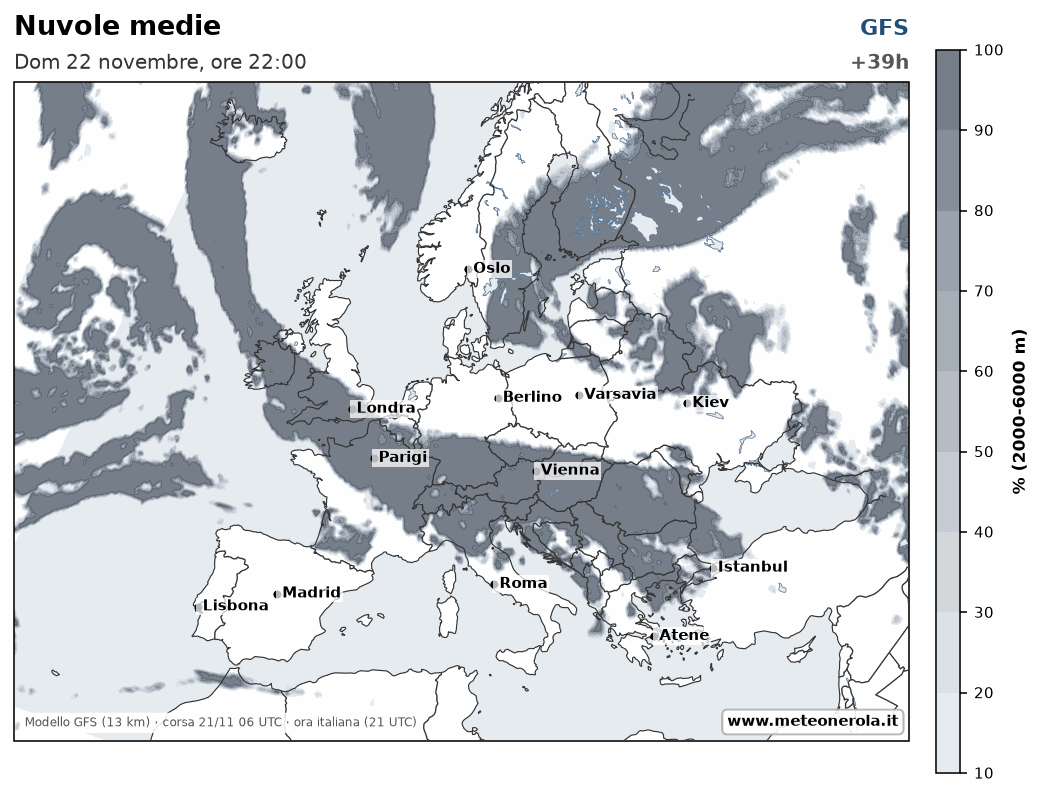 Nuvole medie
GFS
Dom 22 novembre, ore 22:00
+39h
100
90
80
70
60
50
40
30
20
10
% (2000-6000 m)
Oslo
Londra
Berlino
Varsavia
Kiev
Parigi
Vienna
Istanbul
Roma
Madrid
Lisbona
Atene
Modello GFS (13 km) · corsa 21/11 06 UTC · ora italiana (21 UTC)
www.meteonerola.it